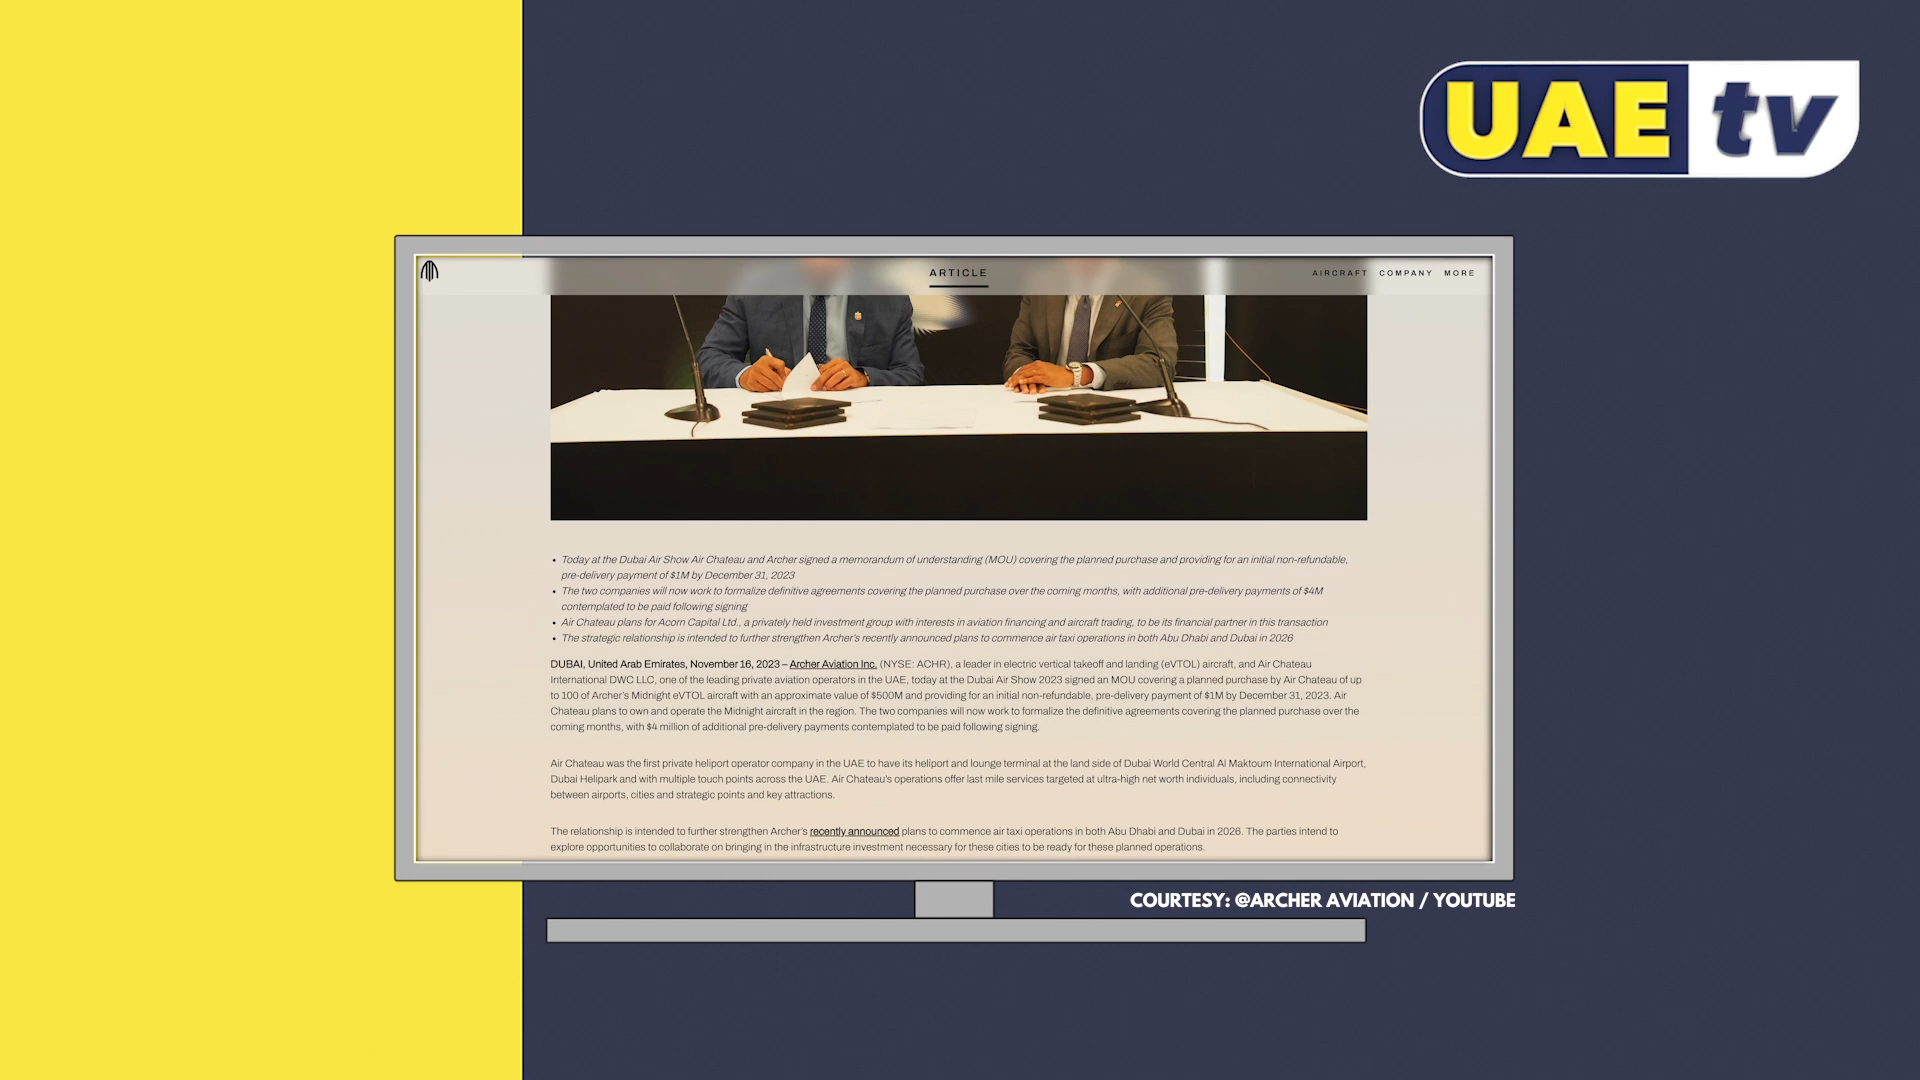 UAE tv
ARTICLE
AIRCRAFT COMPANY MORE
• Today at the Dubai Air Show Air Chateau and Archer signed a memorandum of understanding (MOU) covering the planned purchase and providing for an initial non-refundable,
pre-delivery payment of $1M by December 31, 2023
• The two companies will now work to formalize definitive agreements covering the planned purchase over the coming months, with additional pre-delivery payments of $4M
contemplated to be paid following signing
• Air Chateau plans for Acorn Capital Ltd., a privately held investment group with interests in aviation financing and aircraft trading, to be its financial partner in this transaction
• The strategic relationship is intended to further strengthen Archer's recently announced plans to commence air taxi operations in both Abu Dhabi and Dubai in 2026
DUBAI, United Arab Emirates, November 16, 2023 – Archer Aviation Inc. (NYSE: ACHR), a leader in electric vertical takeoff and landing (eVTOL) aircraft, and Air Chateau
International DWC LLC, one of the leading private aviation operators in the UAE, today at the Dubai Air Show 2023 signed an MOU covering a planned purchase by Air Chateau of up
to 100 of Archer's Midnight eVTOL aircraft with an approximate value of $500M and providing for an initial non-refundable, pre-delivery payment of $1M by December 31, 2023. Air
Chateau plans to own and operate the Midnight aircraft in the region. The two companies will now work to formalize the definitive agreements covering the planned purchase over the
coming months, with $4 million of additional pre-delivery payments contemplated to be paid following signing.
Air Chateau was the first private heliport operator company in the UAE to have its heliport and lounge terminal at the land side of Dubai World Central Al Maktoum International Airport,
Dubai Helipark and with multiple touch points across the UAE. Air Chateau's operations offer last mile services targeted at ultra-high net worth individuals, including connectivity
between airports, cities and strategic points and key attractions.
The relationship is intended to further strengthen Archer's recently announced plans to commence air taxi operations in both Abu Dhabi and Dubai in 2026. The parties intend to
explore opportunities to collaborate on bringing in the infrastructure investment necessary for these cities to be ready for these planned operations.
COURTESY: @ARCHER AVIATION / YOUTUBE